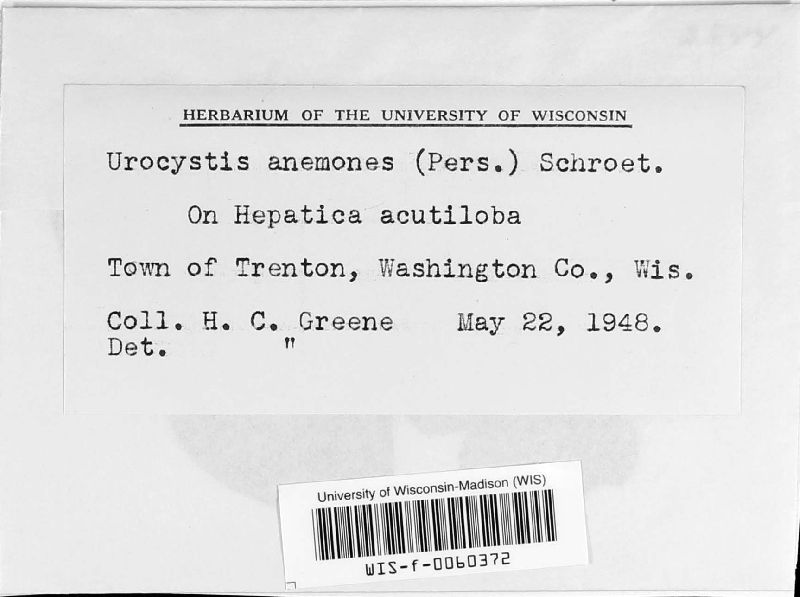 HERBARIUM OF THE UNIVERSITY OF WISCONSIN
Urocystis anemones (Pers.) Schroet.
On Hepatica acutiloba
Town of Trenton, Washington Co., Wis.
Coll. H. C. Greene May 22, 1948.
Det. "
University of Wisconsin-Madison (WIS)
WIS-f-0060372